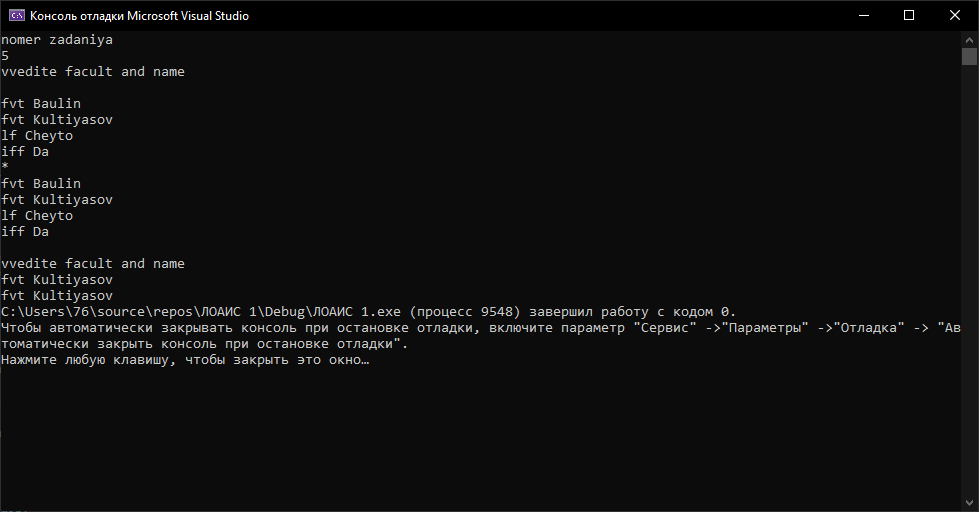 Консоль отладки Microsoft Visual Studio
nomer zadaniya
5
vvedite facult and name
fvt Baulin
fvt Kultiyasov
lf Cheyto
iff Da
*
fvt Baulin
fvt Kultiyasov
lf Cheyto
iff Da
vvedite facult and name
fvt Kultiyasov
fvt Kultiyasov
C:\Users\76\source\repos\ЛОАИС 1\Debug\ЛОАИС 1.exe (процесс 9548) завершил работу с кодом 0.
Чтобы автоматически закрывать консоль при остановке отладки, включите параметр "Сервис" ->"Параметры" ->"Отладка" -> "Ав
томатически закрыть консоль при остановке отладки".
Нажмите любую клавишу, чтобы закрыть это окно…